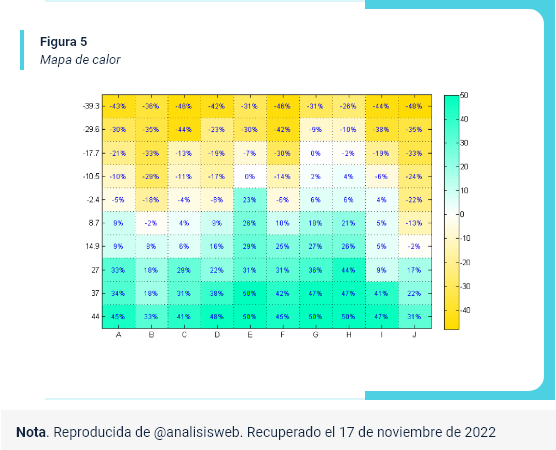 Figura 5
Mapa de calor
-39.3 -43% -36% -46% -42% -31% -46% -31% -26% -44% -48%
-29.6 -30% -35% -44% -23% -30% -42% -9% -10% -38% -35%
-17.7 -21% -33% -13% -19% -7% -30% 0% -2% -19% -33%
-10.5 -10% -29% -11% -17% 0% -14% 2% 4% -6% -24%
-2.4 -5% -18% -4% -8% 23% -6% 6% 6% 4% -22%
8.7 9% -2% 4% 9% 26% 10% 18% 21% 5% -13%
14.9 9% 8% 6% 16% 29% 25% 27% 26% 5% -2%
27 33% 18% 29% 22% 31% 31% 36% 44% 9% 17%
37 34% 18% 31% 38% 50% 42% 47% 47% 41% 22%
44 45% 33% 41% 48% 50% 45% 50% 50% 47% 31%
A B C D E F G H I J
50
40
30
20
10
0
-10
-20
-30
-40
Nota. Reproducida de @analisisweb. Recuperado el 17 de noviembre de 2022